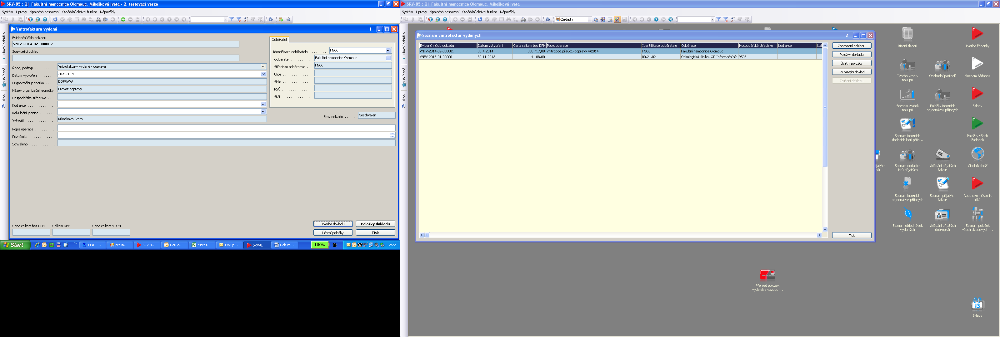 SRV-85 : QI Fakultní nemocnice Olomouc, Mikošková Iveta - 2. testovací verze
Systém Úpravy Společná nastavení Ovládání aktivní funkce Nápovědy
Hlavní nabídka
Oblíbené
Okna
Vnitrofaktura vydaná 1
Evidenční číslo dokladu
VNFV-2014-02-000002
Související doklad
Řada, podtyp . . . . . . . . . Vnitrofaktury vydané - doprava
Datum vytvoření . . . . . . . 20.5.2014
Organizační jednotka . . . . DOPRAVA
Název organizační jednotky Provoz dopravy
Hospodářské středisko . . .
Kód akce . . . . . . . . . . . .
Kalkulační jednice . . . . . . .
Vytvořil . . . . . . . . . . . . . Mikošková Iveta
Popis operace . . . . . . . . .
Poznámka . . . . . . . . . . . .
Schváleno . . . . . . . . . . . .
Odběratel
Identifikace odběratele . . . . . . . . FNOL
Odběratel . . . . . . . . . Fakultní nemocnice Olomouc
Středisko odběratele . . FNOL
Ulice . . . . . . . . . . . . .
Sídlo . . . . . . . . . . . . .
PSČ . . . . . . . . . . . . . .
Stát . . . . . . . . . . . . .
Stav dokladu . . . . . Neschválen
Cena celkem bez DPH Celkem DPH Cena celkem s DPH
Tvorba dokladu Položky dokladu
Účetní položky Tisk
Start EFA - ... pro in... SRV-8... Doruč... Micros... FW: p... SRV-8... Dokum... 100% 12:22
SRV-85 : QI Fakultní nemocnice Olomouc, Mikošková Iveta
Systém Úpravy Společná nastavení Ovládání aktivní funkce Nápovědy
Základní
Hlavní nabídka
Oblíbené
Okna
Seznam vnitrofaktur vydaných 2
Evidenční číslo dokladu Datum vytvoření Cena celkem bez DPH Popis operace Identifikace odběratele Odběratel Hospodářské středisko Kód akce Kal
VNFV-2014-02-000001 30.4.2014 858 717,00 Vnitropod.přeúčt.-dopravy 4/2014 FNOL Fakultní nemocnice Olomouc
VNFV-2013-01-000001 30.11.2013 4 108,00 00.21.02 Onkologická klinika, OP-Informační síť 9503
Zobrazení dokladu
Položky dokladu
Účetní položky
Související doklad
Zrušení dokladu
Tisk
Řízení skladů
Tvorba žádanky
Tvorba vratky
nákupu
Obchodní partneři
Seznam žádanek
Seznam vratek
nákupů
Položky interních
objednávek přijatých
Sklady
Seznam interních
dodacích listů přija...
Položky všech
žádanek
Seznam dodacích
listů přijatých
Vkládání přijatých
faktur
Číselník zboží
Seznam interních
objednávek přijatých
Seznam přijatých
faktur
Apotheke - číselník
léků
Seznam objednávek
vydaných
Vkládání přijatých
dobropisů
Seznam položek
všech skladových ...
Přehled položek
výdejek s vazbou ...
13
Sklady